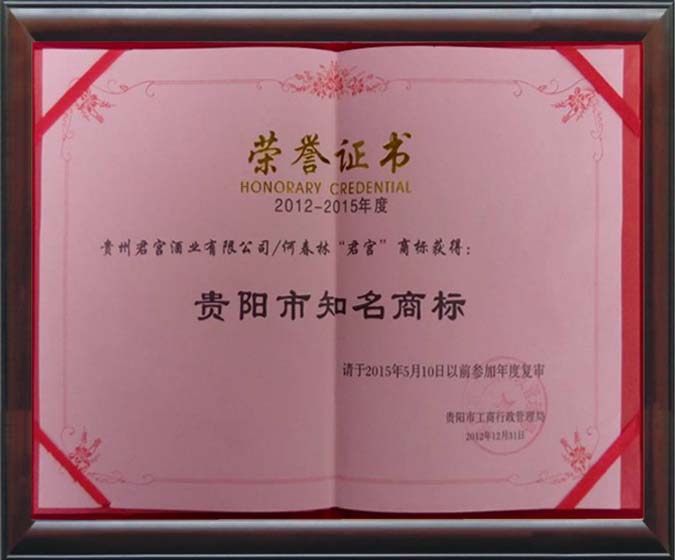 荣誉证书
HONORARY CREDENTIAL
2012-2015年度
贵州君宫酒业有限公司/何春林“君宫”商标获得：
贵阳市知名商标
请于2015年5月10日以前参加年度复审
贵阳市工商行政管理局
2012年12月31日